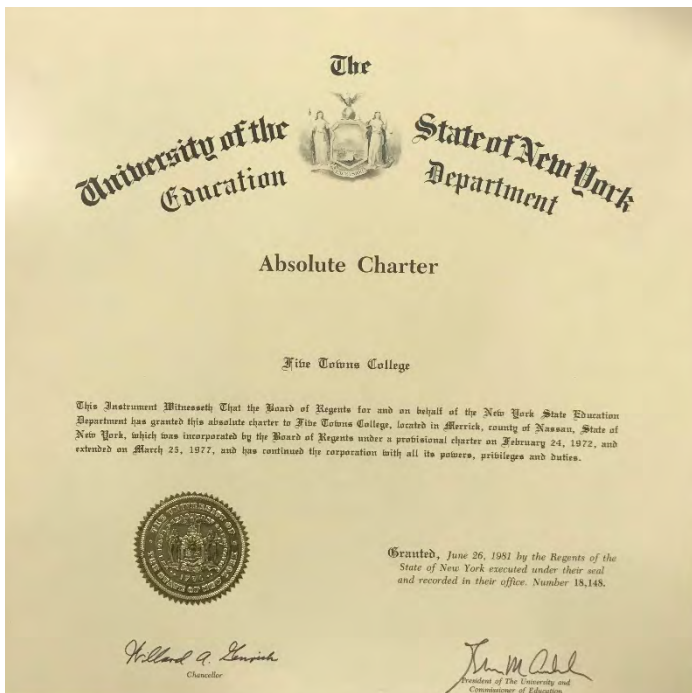 The
University of the State of New York
Education Department
Absolute Charter
Five Towns College
This Instrument Witnesseth That the Board of Regents for and on behalf of the New York State Education
Department has granted this absolute charter to Five Towns College, located in Merrick, county of Nassau, State of
New York, which was incorporated by the Board of Regents under a provisional charter on February 24, 1972, and
extended on March 25, 1977, and has continued the corporation with all its powers, privileges and duties.
Granted, June 26, 1981 by the Regents of the
State of New York executed under their seal
and recorded in their office. Number 18,148.
Willard A. Genrich
Chancellor
President of The University and
Commissioner of Education